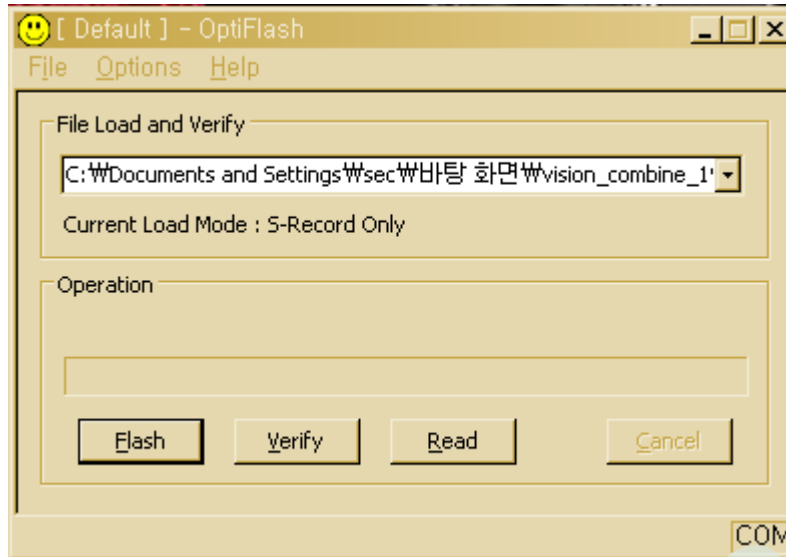 [ Default ] - OptiFlash
File Options Help
File Load and Verify
C:₩Documents and Settings₩sec₩바탕 화면₩vision_combine_1
Current Load Mode : S-Record Only
Operation
Flash Verify Read Cancel
COM